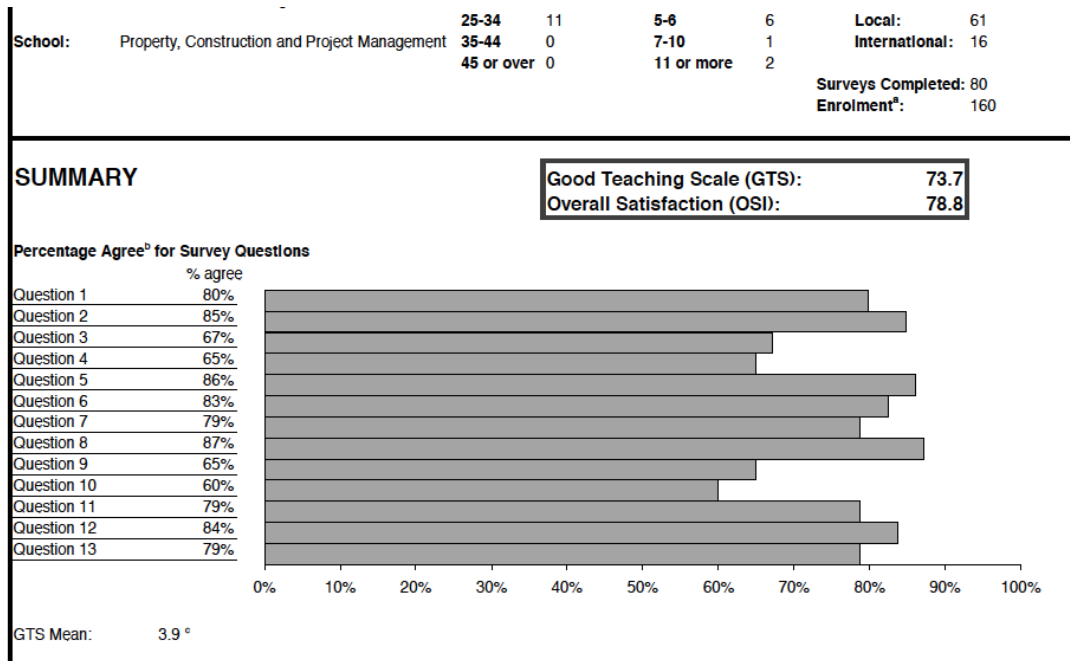 25-34 11 5-6 6 Local: 61
School: Property, Construction and Project Management 35-44 0 7-10 1 International: 16
45 or over 0 11 or more 2
Surveys Completed: 80
Enrolmentᵃ: 160
SUMMARY
Good Teaching Scale (GTS): 73.7
Overall Satisfaction (OSI): 78.8
Percentage Agreeᵇ for Survey Questions
% agree
Question 1 80%
Question 2 85%
Question 3 67%
Question 4 65%
Question 5 86%
Question 6 83%
Question 7 79%
Question 8 87%
Question 9 65%
Question 10 60%
Question 11 79%
Question 12 84%
Question 13 79%
0% 10% 20% 30% 40% 50% 60% 70% 80% 90% 100%
GTS Mean: 3.9 ᶜ